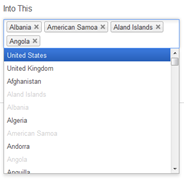 Into This
Albania × American Samoa × Aland Islands ×
Angola ×
United States
United Kingdom
Afghanistan
Aland Islands
Albania
Algeria
American Samoa
Andorra
Angola
Anguilla